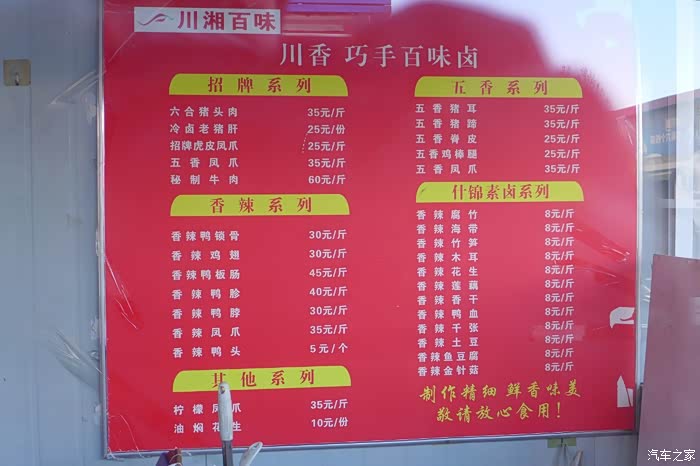 川湘百味
川香 巧手百味卤
招牌系列
六合猪头肉 35元/斤
冷卤老猪肝 25元/份
招牌虎皮凤爪 25元/斤
五香凤爪 35元/斤
秘制牛肉 60元/斤
香辣系列
香辣鸭锁骨 30元/斤
香辣鸡翅 30元/斤
香辣鸭板肠 45元/斤
香辣鸭胗 40元/斤
香辣鸭脖 30元/斤
香辣凤爪 35元/斤
香辣鸭头 5元/个
其他系列
柠檬凤爪 35元/斤
油焖花生 10元/份
五香系列
五香猪耳 35元/斤
五香猪蹄 35元/斤
五香脊皮 25元/斤
五香鸡棒腿 25元/斤
五香凤爪 35元/斤
什锦素卤系列
香辣腐竹 8元/斤
香辣海带 8元/斤
香辣竹笋 8元/斤
香辣木耳 8元/斤
香辣花生 8元/斤
香辣莲藕 8元/斤
香辣香干 8元/斤
香辣鸭血 8元/斤
香辣千张 8元/斤
香辣土豆 8元/斤
香辣鱼豆腐 8元/斤
香辣金针菇 8元/斤
制作精细 鲜香味美
敬请放心食用！
汽车之家